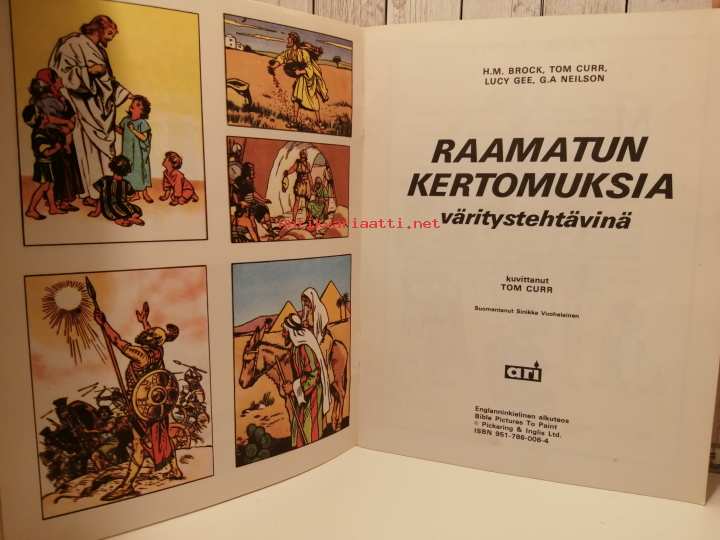 H.M. BROCK, TOM CURR,
LUCY GEE, G.A NEILSON
RAAMATUN
KERTOMUKSIA
väritystehtävinä
kuvittanut
TOM CURR
Suomentanut Sinikka Vuohelainen
ari
Englanninkielinen alkuteos
Bible Pictures To Paint
© Pickering & Inglis Ltd.
ISBN 951-786-006-4